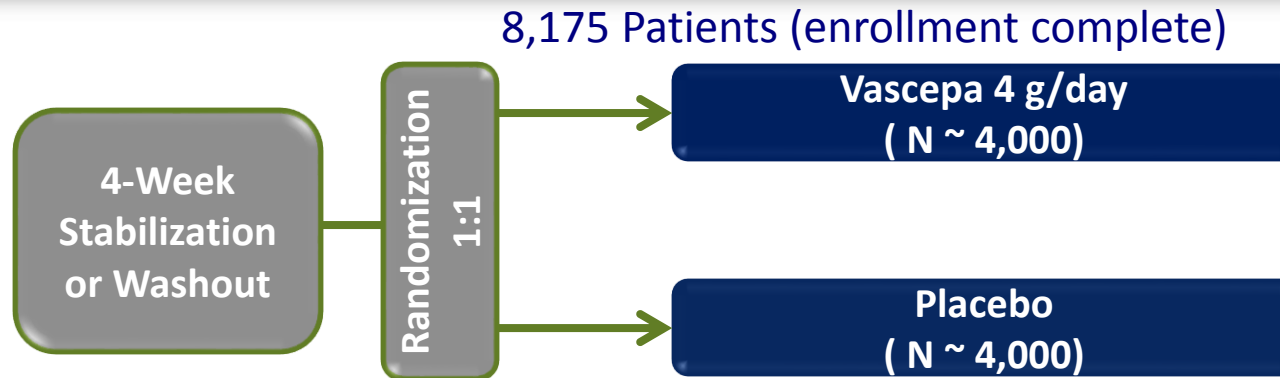 8,175 Patients (enrollment complete)
4-Week
Stabilization
or Washout
Randomization
1:1
Vascepa 4 g/day
( N ~ 4,000)
Placebo
( N ~ 4,000)